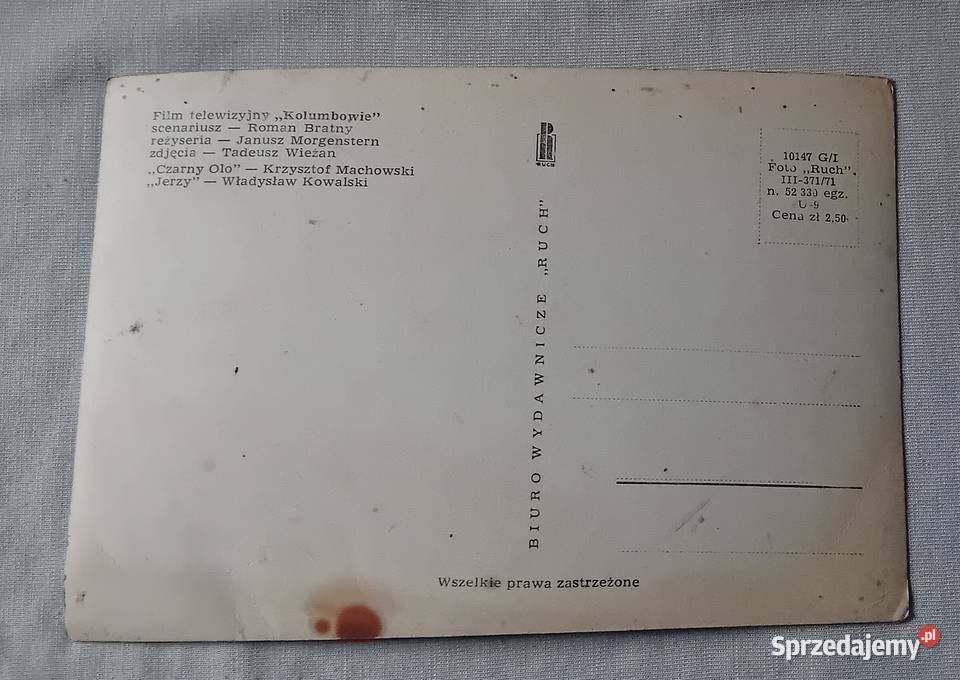 Film telewizyjny „Kolumbowie”
scenariusz — Roman Bratny
reżyseria — Janusz Morgenstern
zdjęcia — Tadeusz Wieżan
„Czarny Olo” — Krzysztof Machowski
„Jerzy” — Władysław Kowalski
RUCH
BIURO WYDAWNICZE „RUCH”
10147 G/I
Foto „Ruch”.
III-371/71
n. 52 330 egz.
U-9
Cena zł 2,50
Wszelkie prawa zastrzeżone
Sprzedajemy.pl